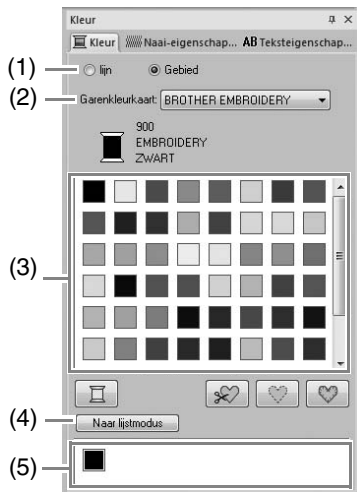 Kleur
Kleur Naai-eigenschap... AB Teksteigenschap...
(1) lijn Gebied
(2) Garenkleurkaart: BROTHER EMBROIDERY
900
EMBROIDERY
ZWART
(3)
(4) Naar lijstmodus
(5)